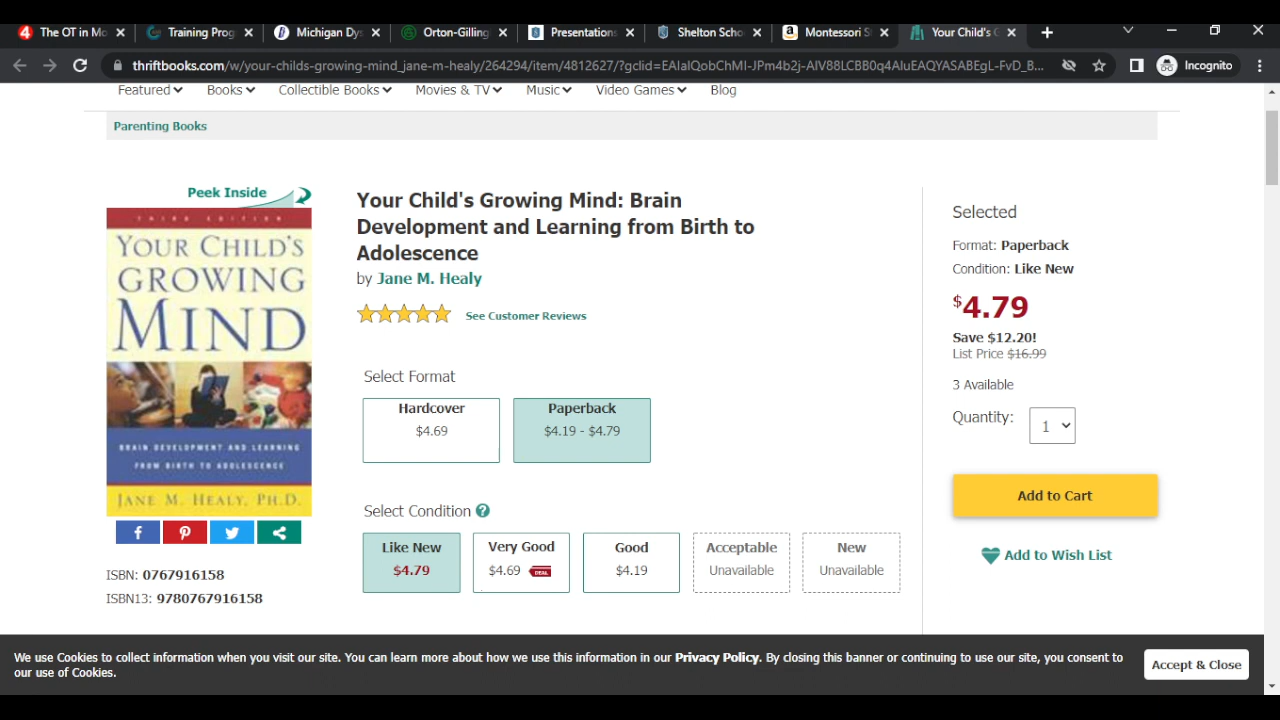 The OT in Mo
Training Prog
Michigan Dys
Orton-Gilling
Presentations
Shelton Scho
Montessori S
Your Child's G
thriftbooks.com/w/your-childs-growing-mind_jane-m-healy/264294/item/4812627/?gclid=EAIaIQobChMI-JPm4b2j-AIV88LCBB0q4AIuEAQYASABEgL-FvD_B...
Incognito
Featured
Books
Collectible Books
Movies & TV
Music
Video Games
Blog
Parenting Books
Peek Inside
THIRD EDITION
YOUR CHILD'S
GROWING
MIND
BRAIN DEVELOPMENT AND LEARNING
FROM BIRTH TO ADOLESCENCE
JANE M. HEALY, PH.D.
ISBN: 0767916158
ISBN13: 9780767916158
Your Child's Growing Mind: Brain
Development and Learning from Birth to
Adolescence
by Jane M. Healy
See Customer Reviews
Select Format
Hardcover
$4.69
Paperback
$4.19 - $4.79
Select Condition ?
Like New
$4.79
Very Good
$4.69 DEAL
Good
$4.19
Acceptable
Unavailable
New
Unavailable
Selected
Format: Paperback
Condition: Like New
$4.79
Save $12.20!
List Price $16.99
3 Available
Quantity: 1
Add to Cart
Add to Wish List
We use Cookies to collect information when you visit our site. You can learn more about how we use this information in our Privacy Policy. By closing this banner or continuing to use our site, you consent to
our use of Cookies.
Accept & Close